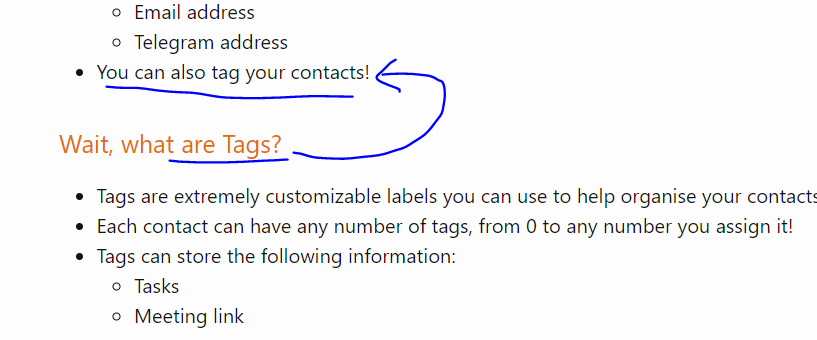 Email address
Telegram address
You can also tag your contacts!
Wait, what are Tags?
Tags are extremely customizable labels you can use to help organise your contacts
Each contact can have any number of tags, from 0 to any number you assign it!
Tags can store the following information:
Tasks
Meeting link